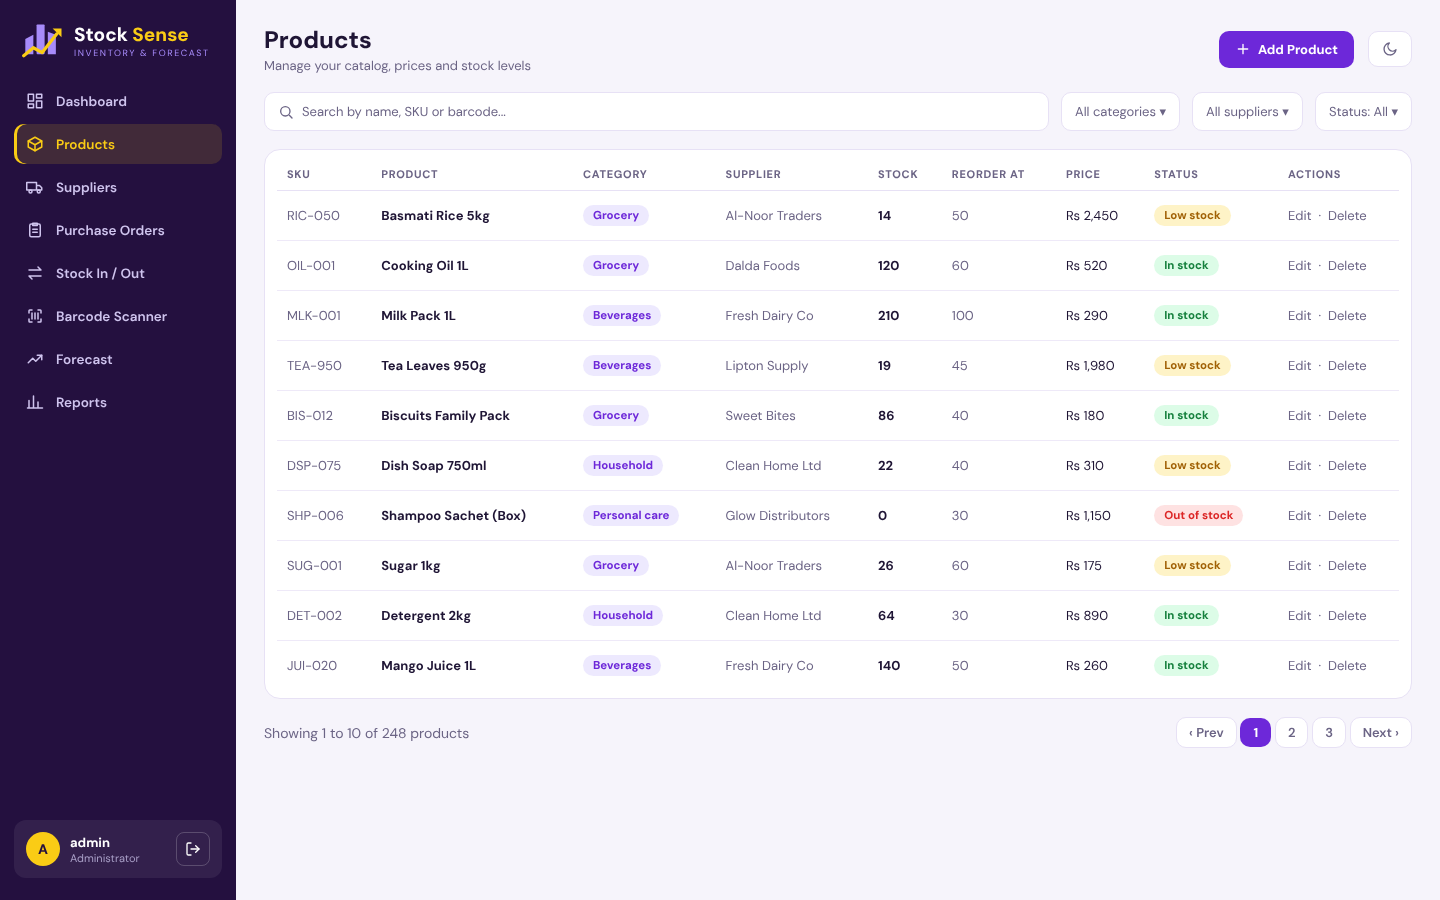 Stock Sense
INVENTORY & FORECAST
Dashboard
Products
Suppliers
Purchase Orders
Stock In / Out
Barcode Scanner
Forecast
Reports
A
admin
Administrator
Products
Manage your catalog, prices and stock levels
+ Add Product
Search by name, SKU or barcode...
All categories ▾
All suppliers ▾
Status: All ▾
SKU PRODUCT CATEGORY SUPPLIER STOCK REORDER AT PRICE STATUS ACTIONS
RIC-050 Basmati Rice 5kg Grocery Al-Noor Traders 14 50 Rs 2,450 Low stock Edit · Delete
OIL-001 Cooking Oil 1L Grocery Dalda Foods 120 60 Rs 520 In stock Edit · Delete
MLK-001 Milk Pack 1L Beverages Fresh Dairy Co 210 100 Rs 290 In stock Edit · Delete
TEA-950 Tea Leaves 950g Beverages Lipton Supply 19 45 Rs 1,980 Low stock Edit · Delete
BIS-012 Biscuits Family Pack Grocery Sweet Bites 86 40 Rs 180 In stock Edit · Delete
DSP-075 Dish Soap 750ml Household Clean Home Ltd 22 40 Rs 310 Low stock Edit · Delete
SHP-006 Shampoo Sachet (Box) Personal care Glow Distributors 0 30 Rs 1,150 Out of stock Edit · Delete
SUG-001 Sugar 1kg Grocery Al-Noor Traders 26 60 Rs 175 Low stock Edit · Delete
DET-002 Detergent 2kg Household Clean Home Ltd 64 30 Rs 890 In stock Edit · Delete
JUI-020 Mango Juice 1L Beverages Fresh Dairy Co 140 50 Rs 260 In stock Edit · Delete
Showing 1 to 10 of 248 products
‹ Prev 1 2 3 Next ›